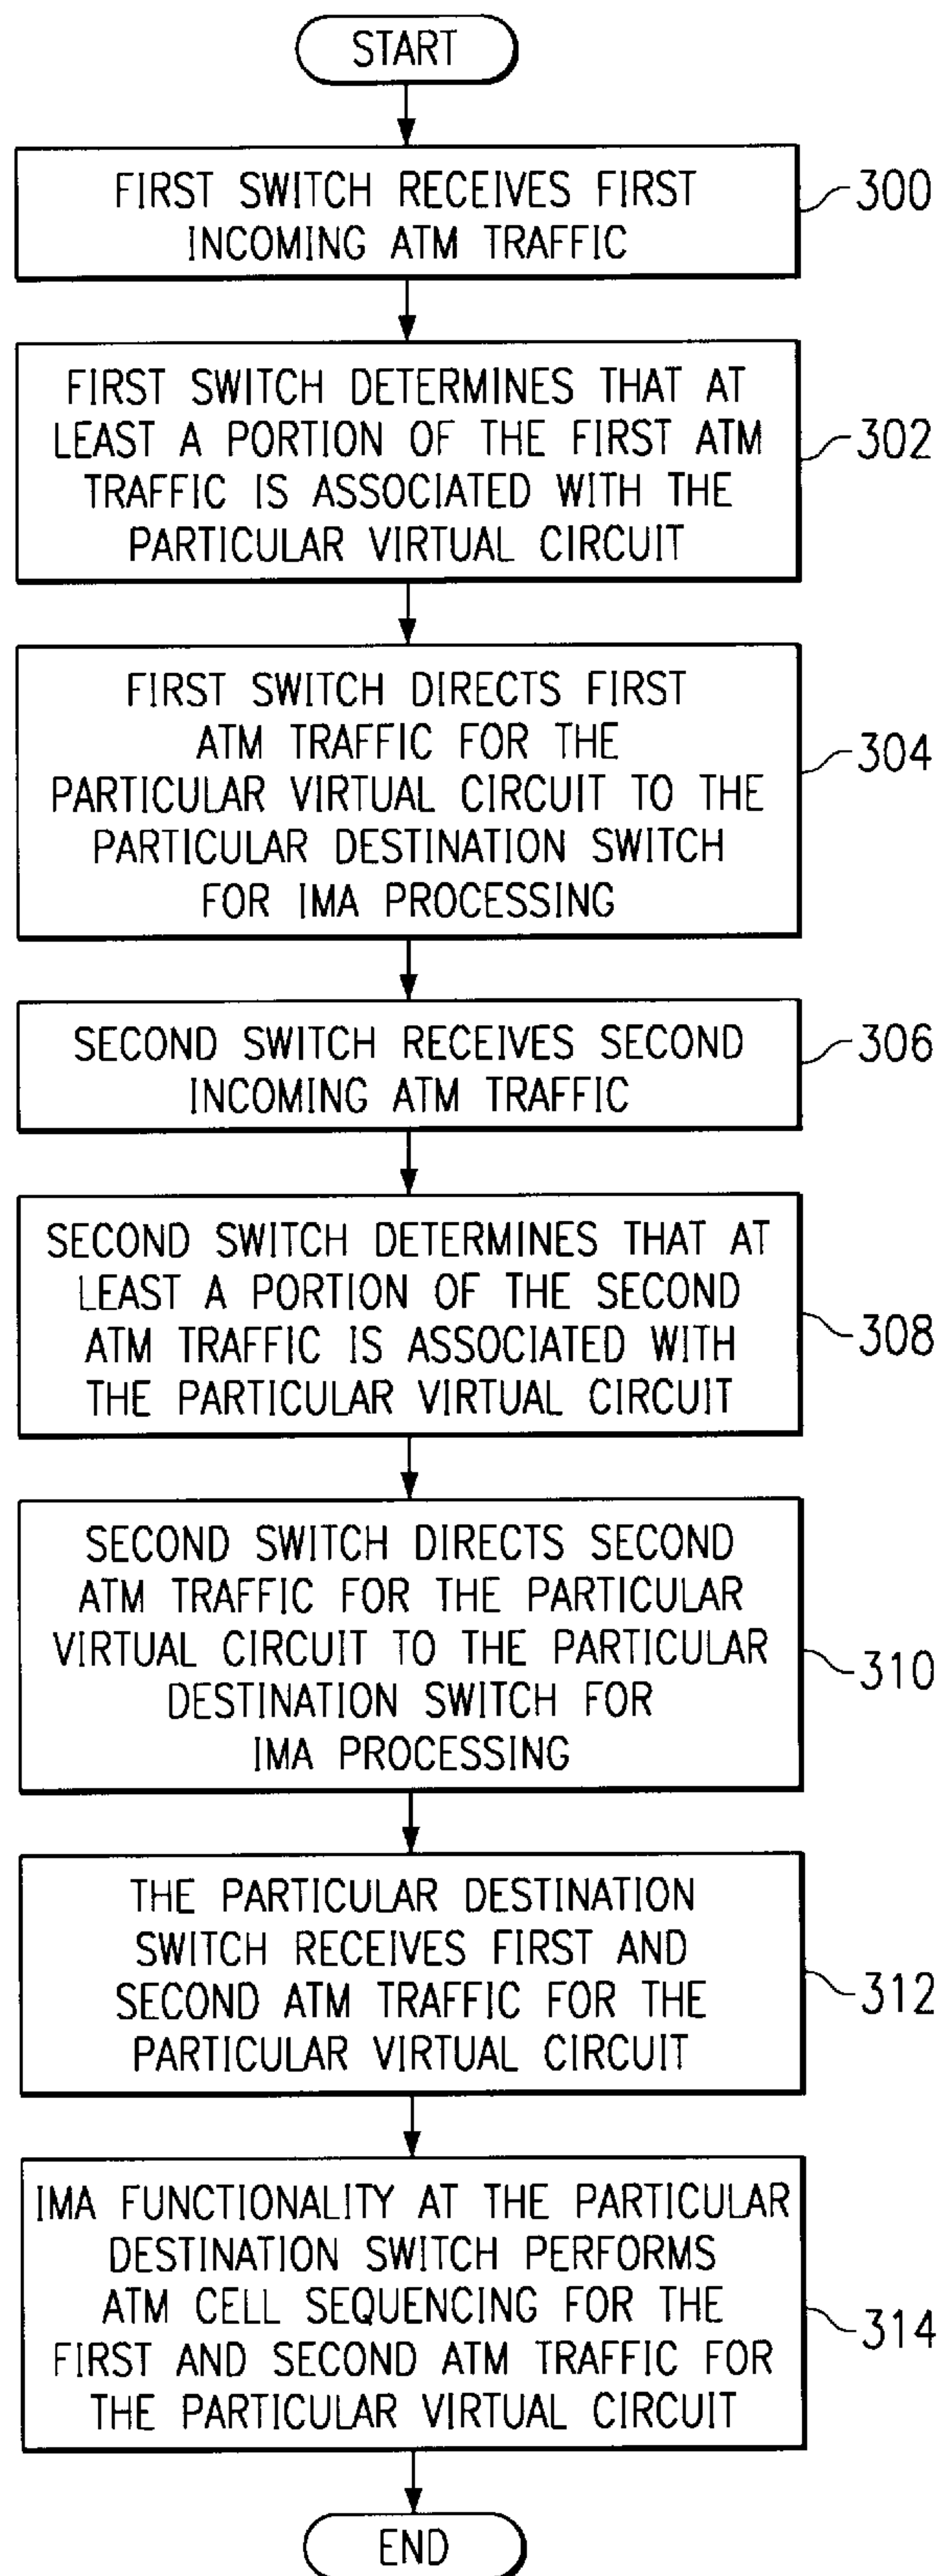 START
FIRST SWITCH RECEIVES FIRST
INCOMING ATM TRAFFIC
300
FIRST SWITCH DETERMINES THAT AT
LEAST A PORTION OF THE FIRST ATM
TRAFFIC IS ASSOCIATED WITH THE
PARTICULAR VIRTUAL CIRCUIT
302
FIRST SWITCH DIRECTS FIRST
ATM TRAFFIC FOR THE
PARTICULAR VIRTUAL CIRCUIT TO THE
PARTICULAR DESTINATION SWITCH
FOR IMA PROCESSING
304
SECOND SWITCH RECEIVES SECOND
INCOMING ATM TRAFFIC
306
SECOND SWITCH DETERMINES THAT AT
LEAST A PORTION OF THE SECOND
ATM TRAFFIC IS ASSOCIATED WITH
THE PARTICULAR VIRTUAL CIRCUIT
308
SECOND SWITCH DIRECTS SECOND
ATM TRAFFIC FOR THE PARTICULAR
VIRTUAL CIRCUIT TO THE PARTICULAR
DESTINATION SWITCH FOR
IMA PROCESSING
310
THE PARTICULAR DESTINATION
SWITCH RECEIVES FIRST AND
SECOND ATM TRAFFIC FOR THE
PARTICULAR VIRTUAL CIRCUIT
312
IMA FUNCTIONALITY AT THE PARTICULAR
DESTINATION SWITCH PERFORMS
ATM CELL SEQUENCING FOR THE
FIRST AND SECOND ATM TRAFFIC FOR
THE PARTICULAR VIRTUAL CIRCUIT
314
END